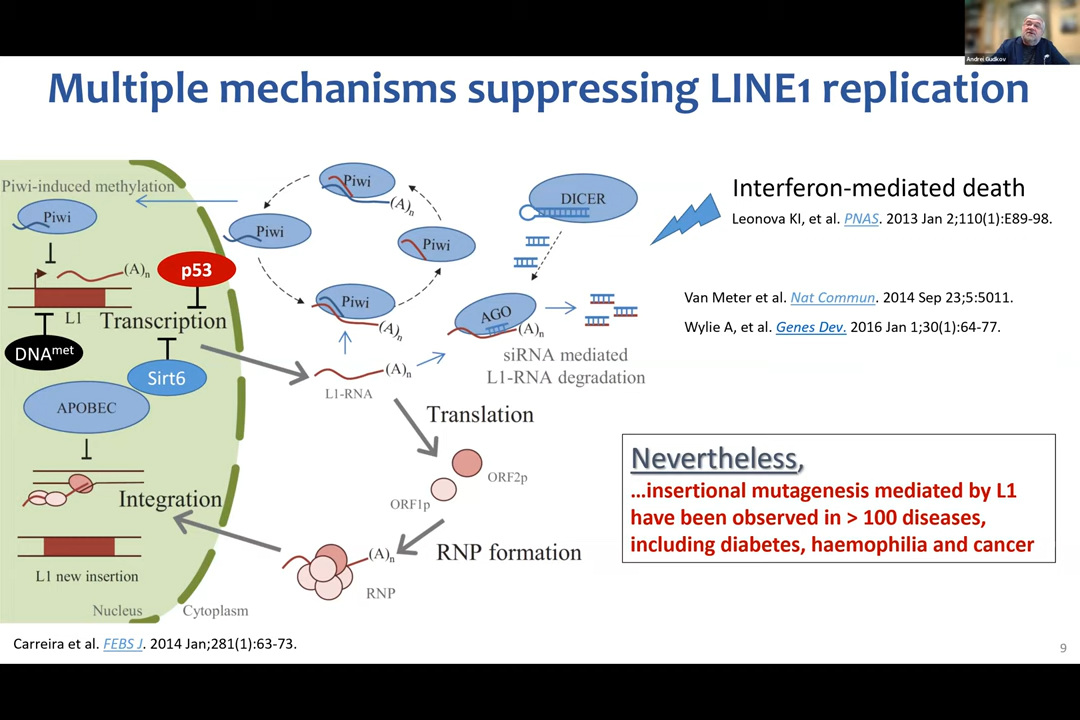 Andrei Gudkov
Multiple mechanisms suppressing LINE1 replication
Piwi-induced methylation
Piwi
(A)n
p53
L1
Transcription
DNAmet
Sirt6
APOBEC
Integration
L1 new insertion
Nucleus
Cytoplasm
Piwi
(A)n
Piwi
Piwi
Piwi
(A)n
(A)n
L1-RNA
DICER
AGO
(A)n
siRNA mediated
L1-RNA degradation
Translation
ORF2p
ORF1p
RNP formation
(A)n
RNP
Interferon-mediated death
Leonova KI, et al. PNAS. 2013 Jan 2;110(1):E89-98.
Van Meter et al. Nat Commun. 2014 Sep 23;5:5011.
Wylie A, et al. Genes Dev. 2016 Jan 1;30(1):64-77.
Nevertheless,
…insertional mutagenesis mediated by L1
have been observed in > 100 diseases,
including diabetes, haemophilia and cancer
Carreira et al. FEBS J. 2014 Jan;281(1):63-73.
9